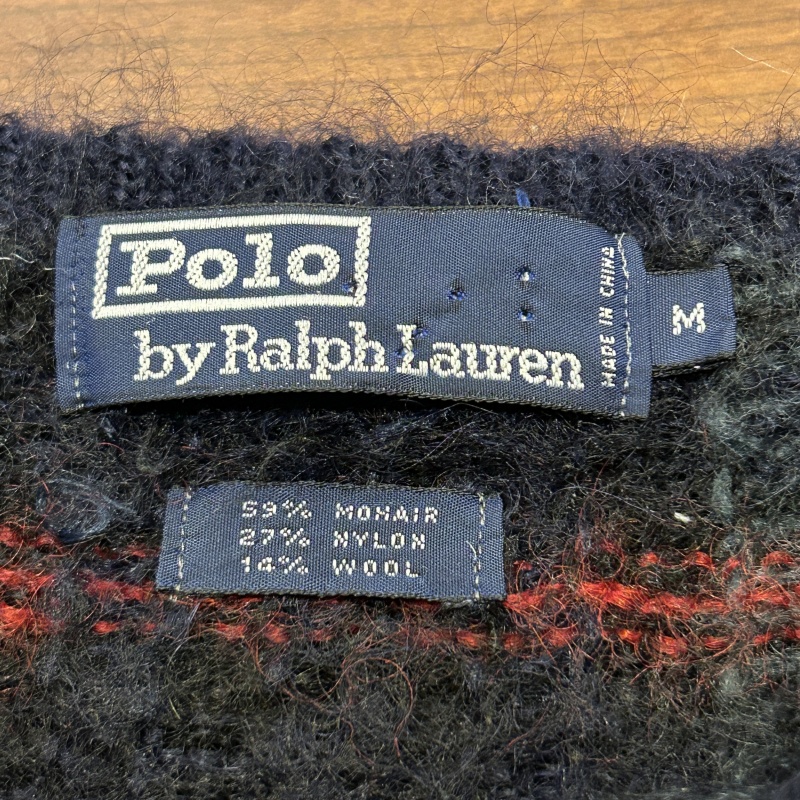 Polo
by Ralph Lauren
MADE IN CHINA
M
59% MOHAIR
27% NYLON
14% WOOL